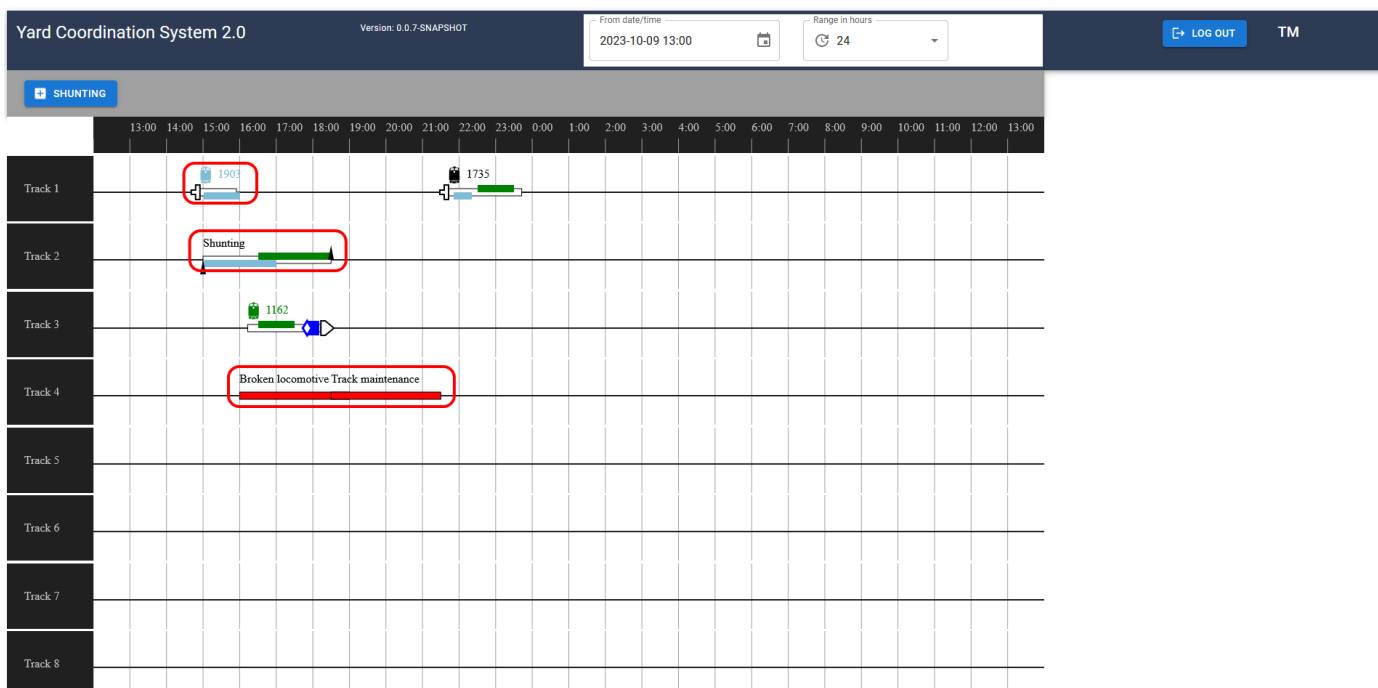 Yard Coordination System 2.0
Version: 0.0.7-SNAPSHOT
From date/time
2023-10-09 13:00
Range in hours
24
LOG OUT
TM
SHUNTING
13:00 14:00 15:00 16:00 17:00 18:00 19:00 20:00 21:00 22:00 23:00 0:00 1:00 2:00 3:00 4:00 5:00 6:00 7:00 8:00 9:00 10:00 11:00 12:00 13:00
Track 1
1903
1735
Track 2
Shunting
Track 3
1162
Track 4
Broken locomotive Track maintenance
Track 5
Track 6
Track 7
Track 8